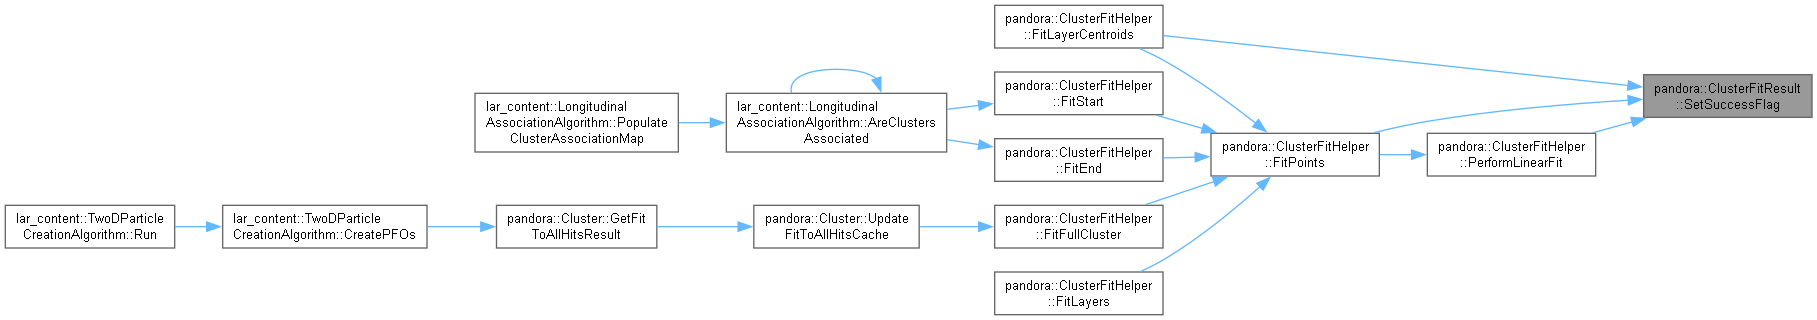 pandora::ClusterFitHelper
::FitLayerCentroids
pandora::ClusterFitResult
::SetSuccessFlag
pandora::ClusterFitHelper
::FitStart
lar_content::Longitudinal
AssociationAlgorithm::Populate
ClusterAssociationMap
lar_content::Longitudinal
AssociationAlgorithm::AreClusters
Associated
pandora::ClusterFitHelper
::FitEnd
pandora::ClusterFitHelper
::FitPoints
pandora::ClusterFitHelper
::PerformLinearFit
lar_content::TwoDParticle
CreationAlgorithm::Run
lar_content::TwoDParticle
CreationAlgorithm::CreatePFOs
pandora::Cluster::GetFit
ToAllHitsResult
pandora::Cluster::Update
FitToAllHitsCache
pandora::ClusterFitHelper
::FitFullCluster
pandora::ClusterFitHelper
::FitLayers